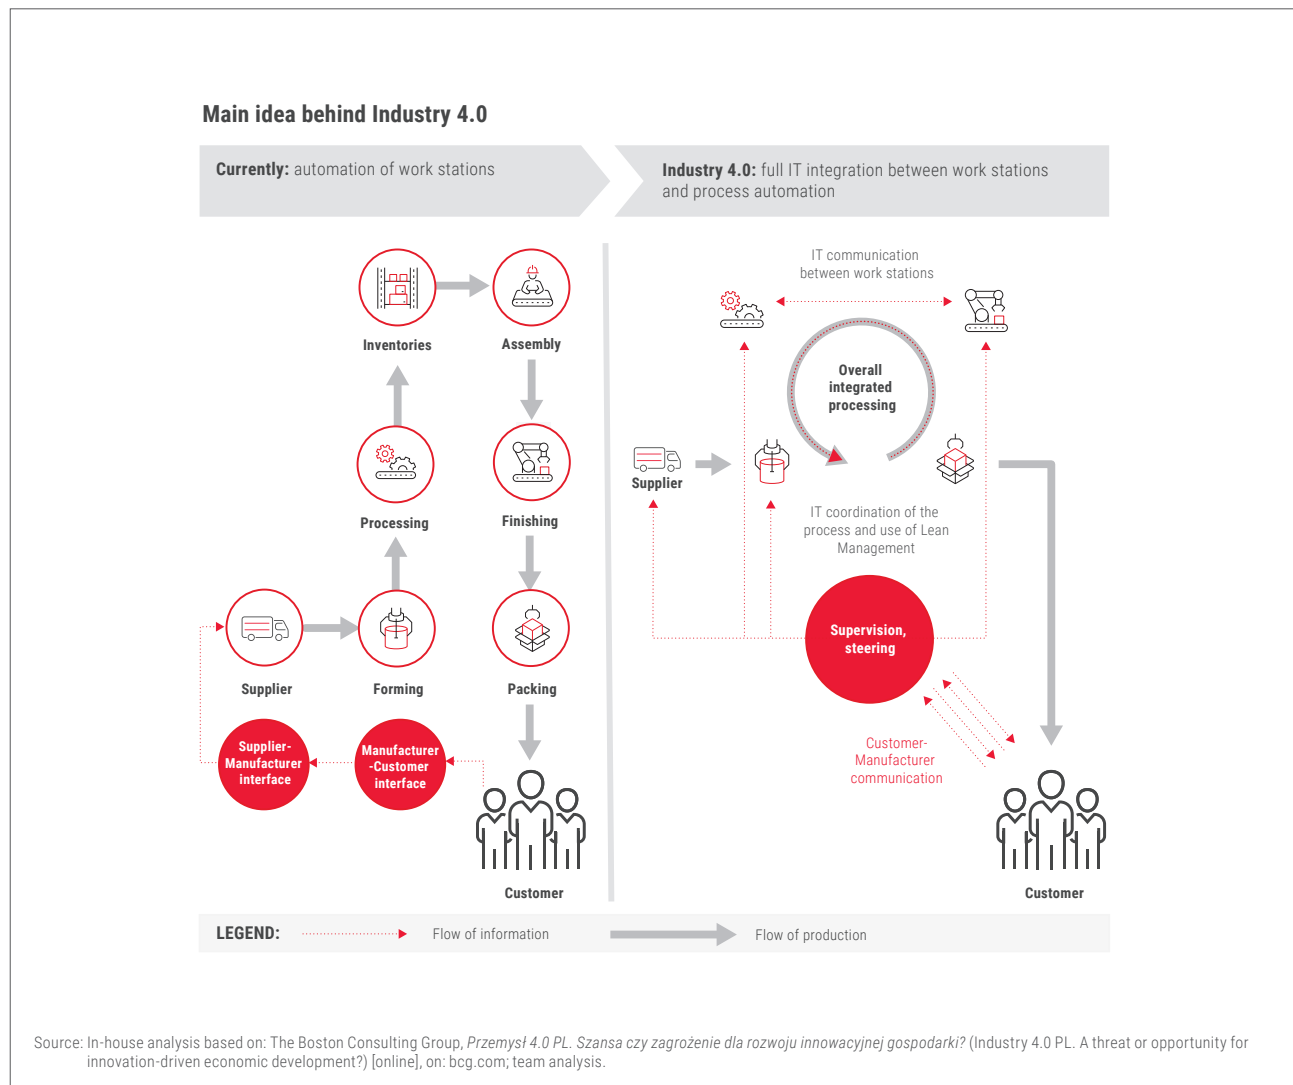 Main idea behind Industry 4.0
Currently: automation of work stations
Industry 4.0: full IT integration between work stations
and process automation
Inventories
Assembly
Processing
Finishing
Supplier
Forming
Packing
Supplier-
Manufacturer
interface
Manufacturer
-Customer
interface
Customer
IT communication
between work stations
Overall
integrated
processing
Supplier
IT coordination of the
process and use of Lean
Management
Supervision,
steering
Customer-
Manufacturer
communication
Customer
LEGEND:
Flow of information
Flow of production
Source: In-house analysis based on: The Boston Consulting Group, Przemysł 4.0 PL. Szansa czy zagrożenie dla rozwoju innowacyjnej gospodarki? (Industry 4.0 PL. A threat or opportunity for
innovation-driven economic development?) [online], on: bcg.com; team analysis.